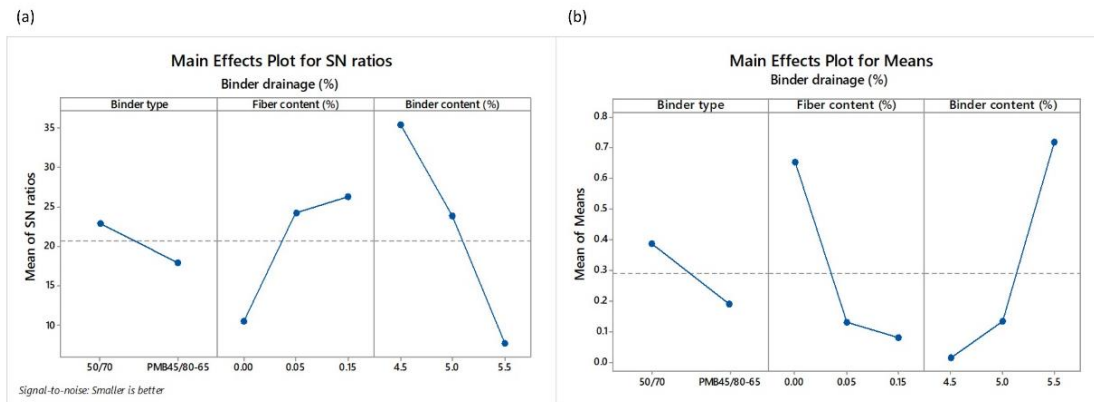 (a)
Main Effects Plot for SN ratios
Binder drainage (%)
Binder type Fiber content (%) Binder content (%)
Mean of SN ratios
35
30
25
20
15
10
50/70 PMB45/80-65 0.00 0.05 0.15 4.5 5.0 5.5
Signal-to-noise: Smaller is better
(b)
Main Effects Plot for Means
Binder drainage (%)
Binder type Fiber content (%) Binder content (%)
Mean of Means
0.8
0.7
0.6
0.5
0.4
0.3
0.2
0.1
0.0
50/70 PMB45/80-65 0.00 0.05 0.15 4.5 5.0 5.5